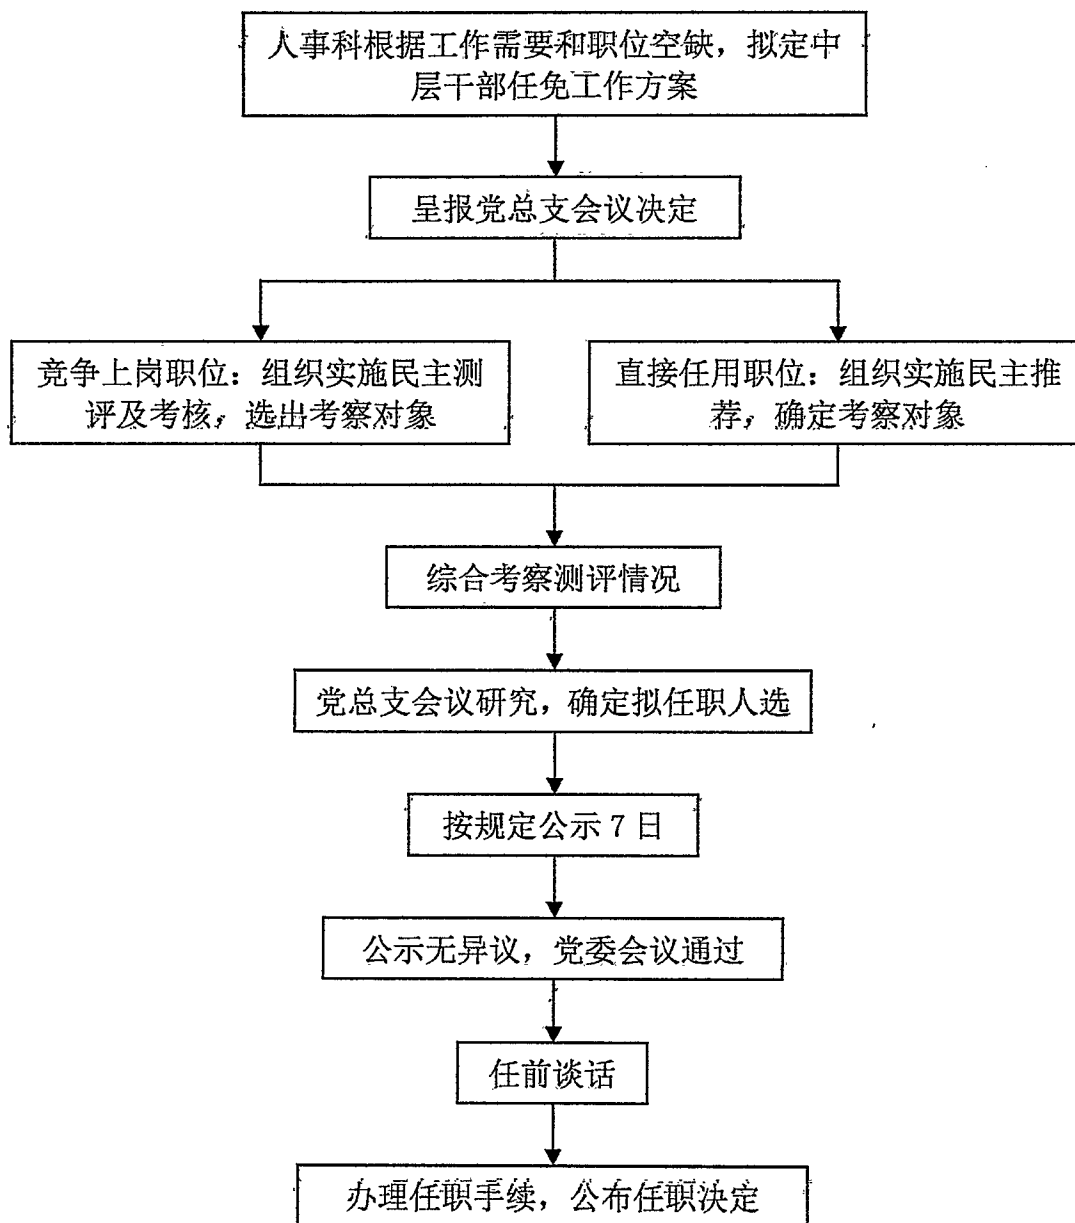 人事科根据工作需要和职位空缺，拟定中
层干部任免工作方案
呈报党总支会议决定
竞争上岗职位：组织实施民主测
评及考核，选出考察对象
直接任用职位：组织实施民主推
荐，确定考察对象
综合考察测评情况
党总支会议研究，确定拟任职人选
按规定公示 7 日
公示无异议，党委会议通过
任前谈话
办理任职手续，公布任职决定